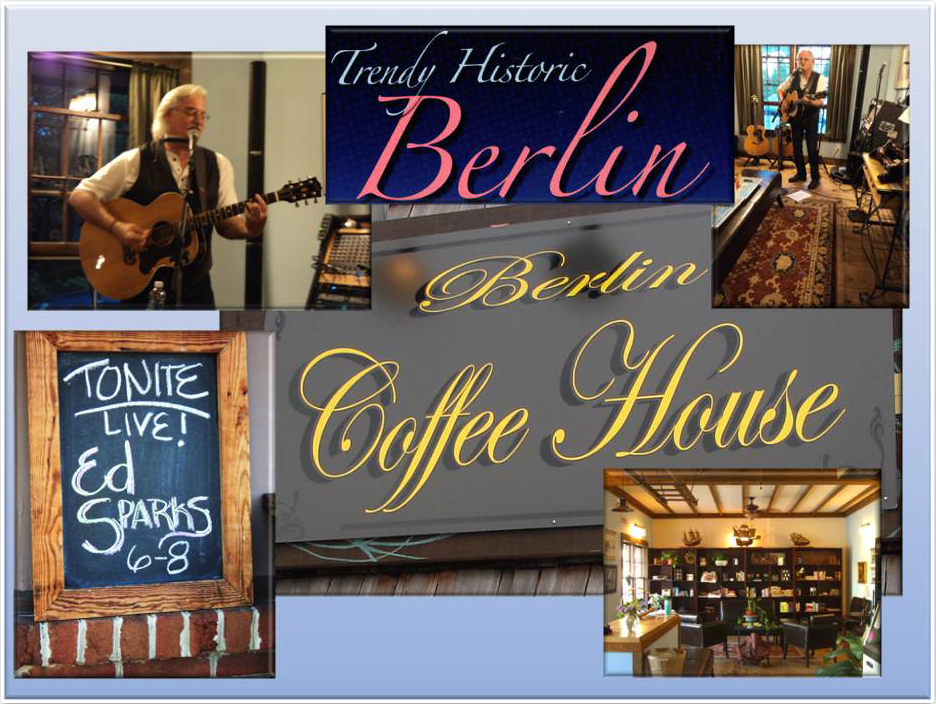 Trendy Historic
Berlin
Berlin
Coffee House
TONITE
LIVE!
Ed
SPARKS
6-8